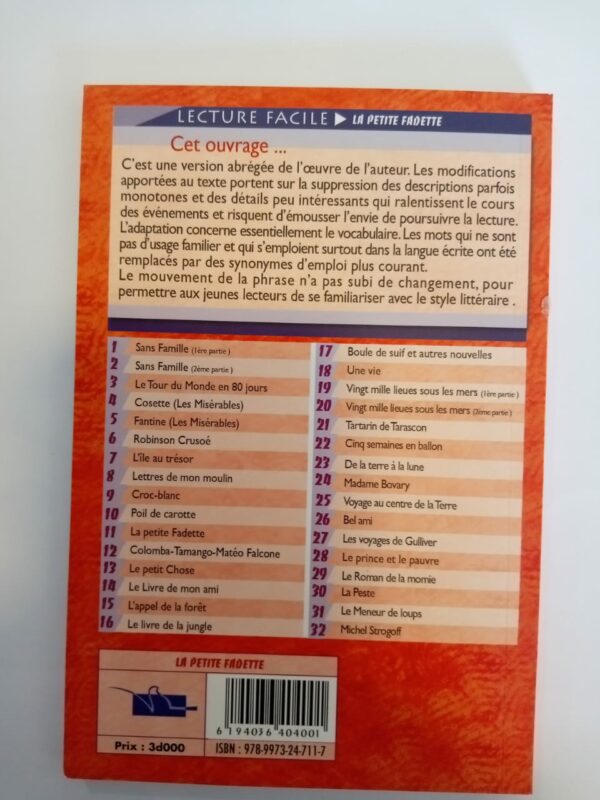 LECTURE FACILE ▶ LA PETITE FADETTE
Cet ouvrage ...
C'est une version abrégée de l'œuvre de l'auteur. Les modifications
apportées au texte portent sur la suppression des descriptions parfois
monotones et des détails peu intéressants qui ralentissent le cours
des événements et risquent d'émousser l'envie de poursuivre la lecture.
L'adaptation concerne essentiellement le vocabulaire. Les mots qui ne sont
pas d'usage familier et qui s'emploient surtout dans la langue écrite ont été
remplacés par des synonymes d'emploi plus courant.
Le mouvement de la phrase n'a pas subi de changement, pour
permettre aux jeunes lecteurs de se familiariser avec le style littéraire .
1 Sans Famille (1ère partie)
2 Sans Famille (2ème partie)
3 Le Tour du Monde en 80 jours
4 Cosette (Les Misérables)
5 Fantine (Les Misérables)
6 Robinson Crusoé
7 L'île au trésor
8 Lettres de mon moulin
9 Croc-blanc
10 Poil de carotte
11 La petite Fadette
12 Colomba-Tamango-Matéo Falcone
13 Le petit Chose
14 Le Livre de mon ami
15 L'appel de la forêt
16 Le livre de la jungle
17 Boule de suif et autres nouvelles
18 Une vie
19 Vingt mille lieues sous les mers (1ère partie)
20 Vingt mille lieues sous les mers (2ème partie)
21 Tartarin de Tarascon
22 Cinq semaines en ballon
23 De la terre à la lune
24 Madame Bovary
25 Voyage au centre de la Terre
26 Bel ami
27 Les voyages de Gulliver
28 Le prince et le pauvre
29 Le Roman de la momie
30 La Peste
31 Le Meneur de loups
32 Michel Strogoff
LA PETITE FADETTE
6 194036 404001
Prix : 3d000
ISBN : 978-9973-24-711-7